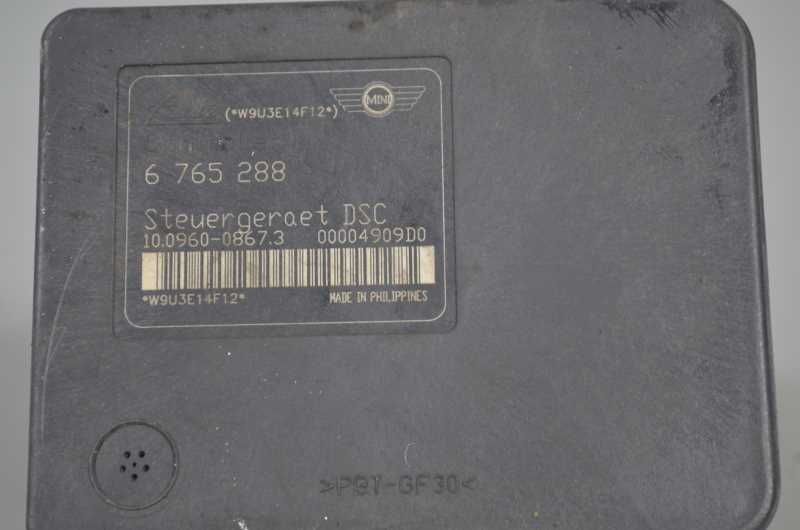 (*W9U3E14F12*) MINI
6 765 288
Steuergeraet DSC
10.0960-0867.3 00004909D0
*W9U3E14F12* MADE IN PHILIPPINES
>PBT-GF30<